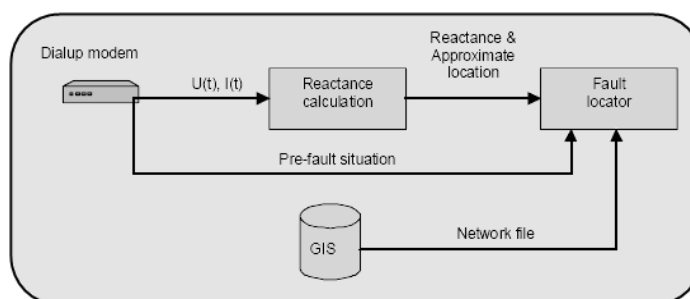 Dialup modem
U(t), I(t)
Reactance
calculation
Reactance &
Approximate
location
Fault
locator
Pre-fault situation
GIS
Network file